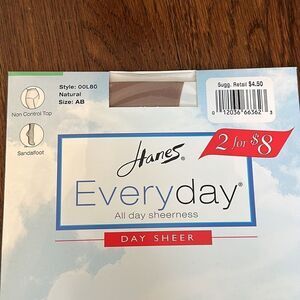 Style: 00L80
Natural
Size: AB
Non Control Top
Sandalfoot
Sugg. Retail $4.50
0 12036 66362 3
2 for $8
Hanes®
Everyday®
All day sheerness
DAY SHEER